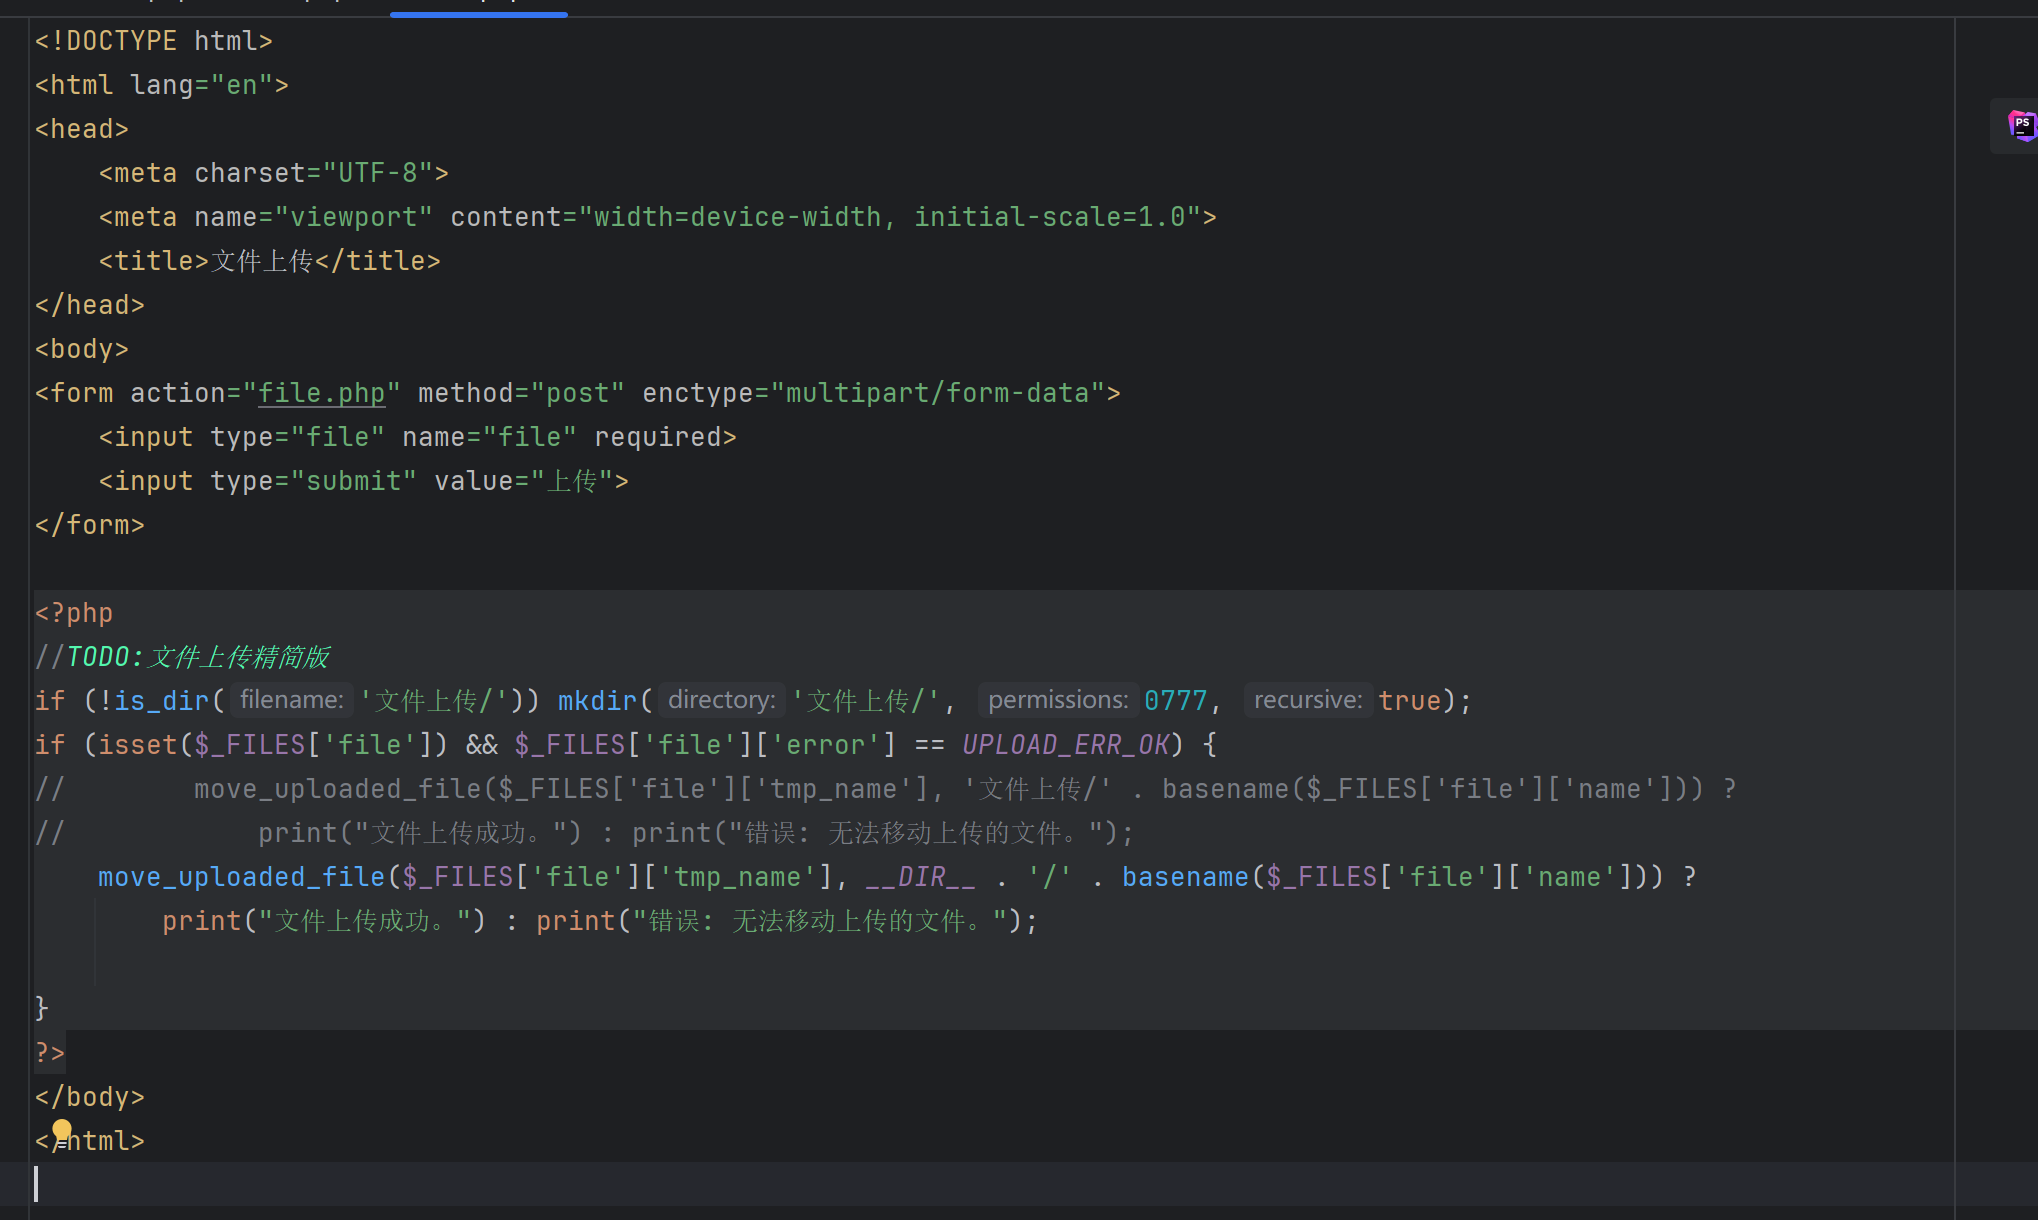 <!DOCTYPE html>
<html lang="en">
<head>
    <meta charset="UTF-8">
    <meta name="viewport" content="width=device-width, initial-scale=1.0">
    <title>文件上传</title>
</head>
<body>
<form action="file.php" method="post" enctype="multipart/form-data">
    <input type="file" name="file" required>
    <input type="submit" value="上传">
</form>
<?php
//TODO:文件上传精简版
if (!is_dir( filename: '文件上传/')) mkdir( directory: '文件上传/', permissions: 0777, recursive: true);
if (isset($_FILES['file']) && $_FILES['file']['error'] == UPLOAD_ERR_OK) {
//        move_uploaded_file($_FILES['file']['tmp_name'], '文件上传/' . basename($_FILES['file']['name'])) ?
//            print("文件上传成功。") : print("错误: 无法移动上传的文件。");
    move_uploaded_file($_FILES['file']['tmp_name'], __DIR__ . '/' . basename($_FILES['file']['name'])) ?
        print("文件上传成功。") : print("错误: 无法移动上传的文件。");
}
?>
</body>
</html>
PS